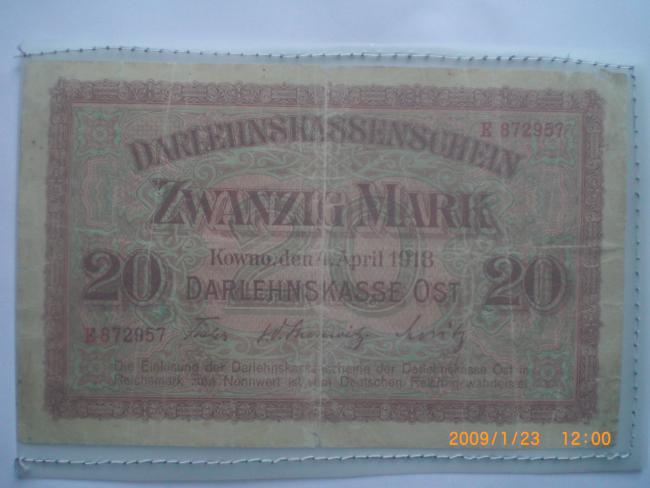 E 872957
DARLEHNSKASSENSCHEIN
ZWANZIG MARK
Kowno, den 4. April 1918
20 DARLEHNSKASSE OST 20
E 872957
Die Einlösung der Darlehnskassenscheine der Darlehnskasse Ost in
Reichsmark zum Nennwert ist vom Deutschen Reich gewährleistet
2009/1/23 12:00